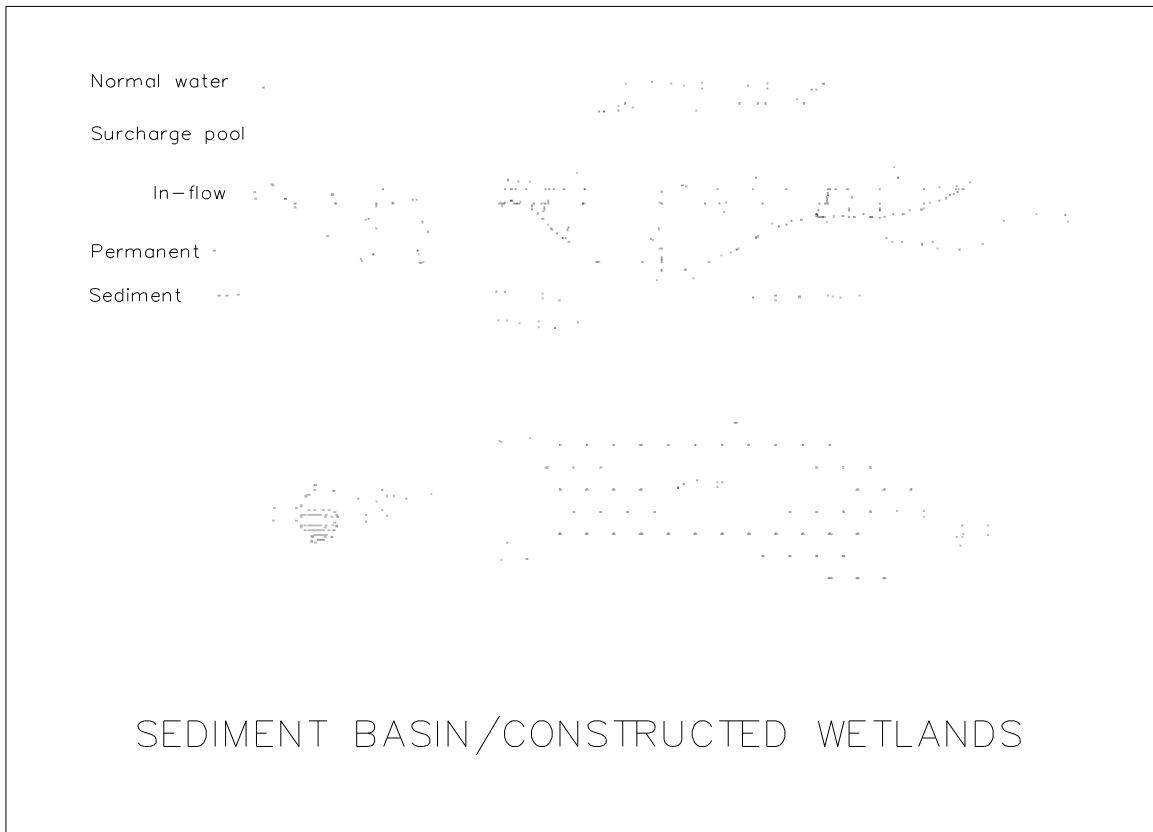 Normal water
Surcharge pool
In-flow
Permanent
Sediment
SEDIMENT BASIN/CONSTRUCTED WETLANDS